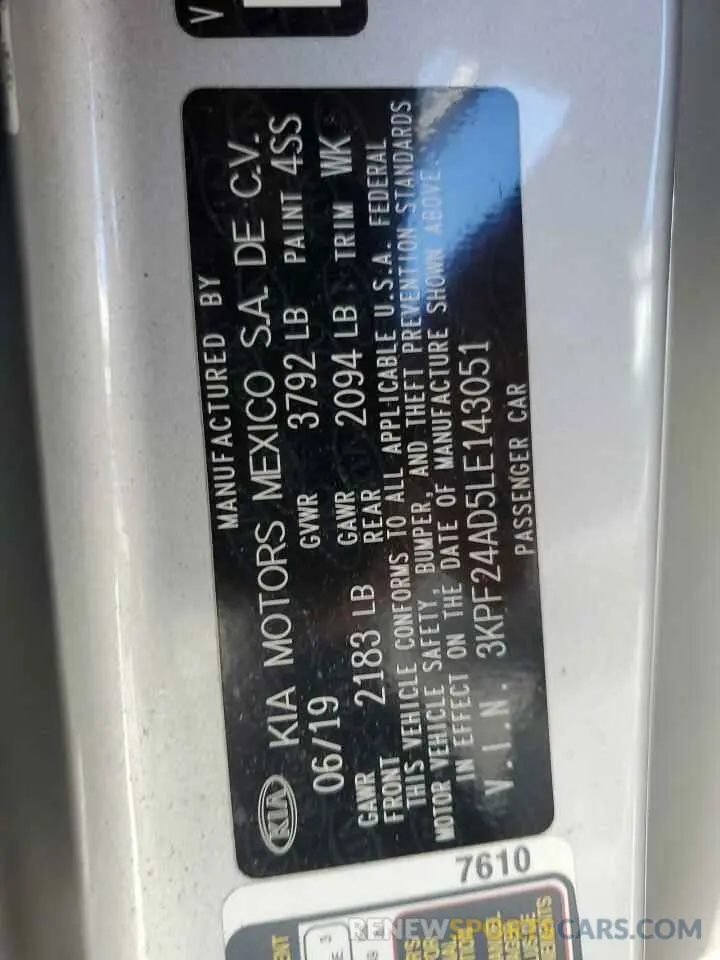 V
MANUFACTURED BY
KIA KIA MOTORS MEXICO S.A. DE C.V.
06/19 GVWR 3792 LB PAINT 4SS
GAWR FRONT 2183 LB GAWR REAR 2094 LB TRIM WK
THIS VEHICLE CONFORMS TO ALL APPLICABLE U.S.A. FEDERAL
MOTOR VEHICLE SAFETY, BUMPER, AND THEFT PREVENTION STANDARDS
IN EFFECT ON THE DATE OF MANUFACTURE SHOWN ABOVE.
V.I.N. 3KPF24AD5LE143051
PASSENGER CAR
7610
RENEWSPORTSCARS.COM